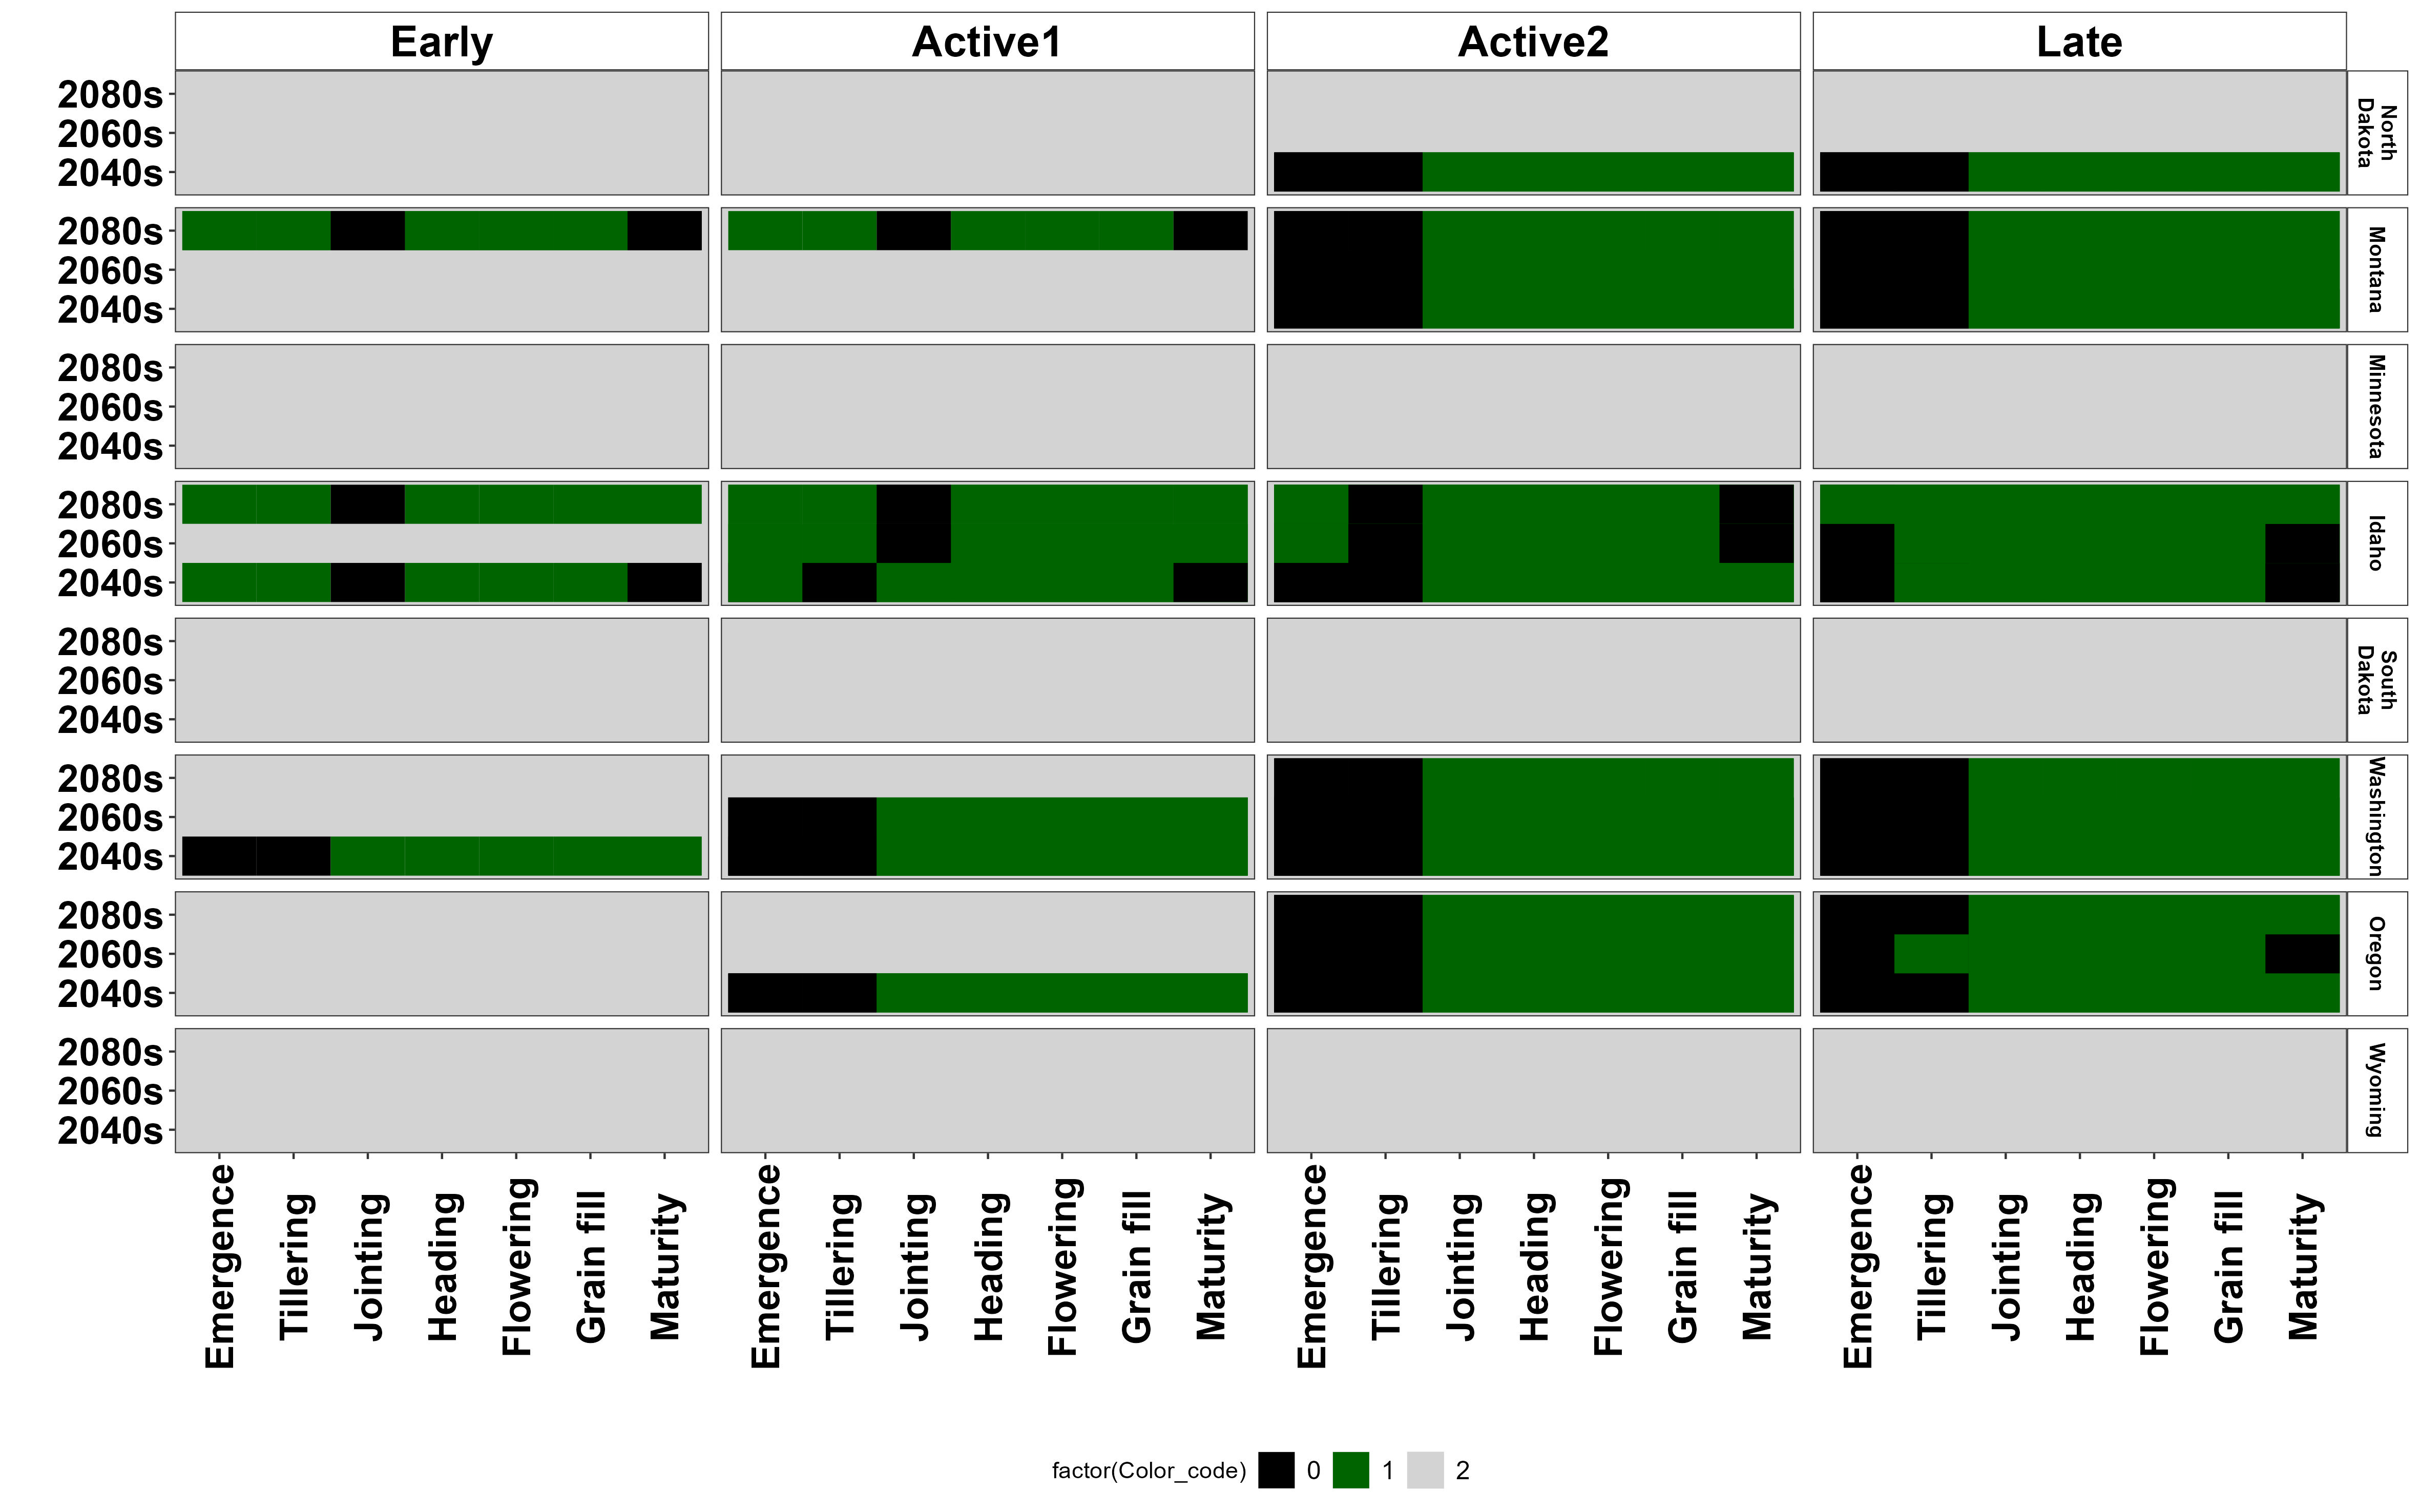 Early Active1 Active2 Late
2080s
2060s
2040s
North
Dakota
2080s
2060s
2040s
Montana
2080s
2060s
2040s
Minnesota
2080s
2060s
2040s
Idaho
2080s
2060s
2040s
South
Dakota
2080s
2060s
2040s
Washington
2080s
2060s
2040s
Oregon
2080s
2060s
2040s
Wyoming
Emergence
Tillering
Jointing
Heading
Flowering
Grain fill
Maturity
Emergence
Tillering
Jointing
Heading
Flowering
Grain fill
Maturity
Emergence
Tillering
Jointing
Heading
Flowering
Grain fill
Maturity
Emergence
Tillering
Jointing
Heading
Flowering
Grain fill
Maturity
factor(Color_code) 0 1 2